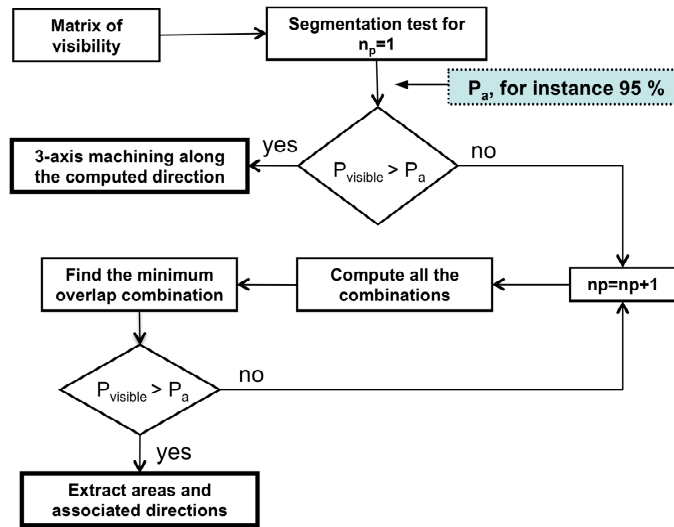 Matrix of
visibility
Segmentation test for
nₚ=1
Pₐ, for instance 95 %
yes
3-axis machining along
the computed direction
P_visible > Pₐ
no
Find the minimum
overlap combination
Compute all the
combinations
np=np+1
P_visible > Pₐ
no
yes
Extract areas and
associated directions